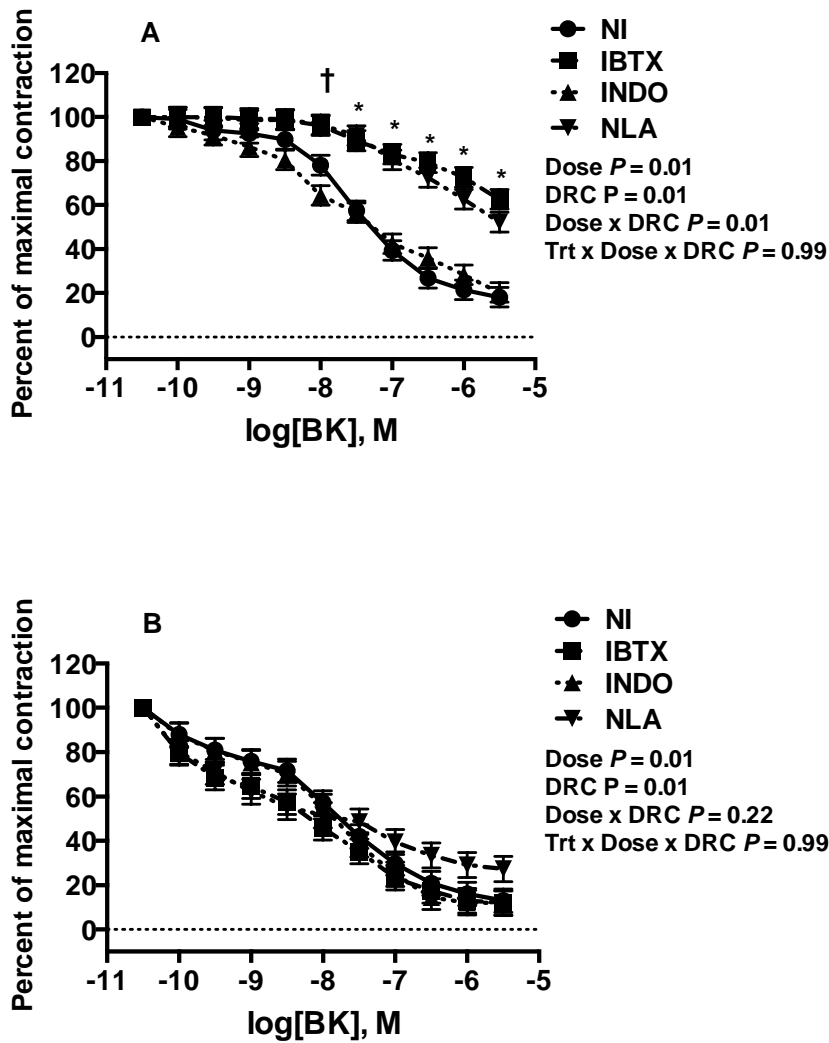 A
NI
IBTX
INDO
NLA
Dose P = 0.01
DRC P = 0.01
Dose x DRC P = 0.01
Trt x Dose x DRC P = 0.99
Percent of maximal contraction
120
100
80
60
40
20
0
†
*
*
*
*
*
-11 -10 -9 -8 -7 -6 -5
log[BK], M
B
NI
IBTX
INDO
NLA
Dose P = 0.01
DRC P = 0.01
Dose x DRC P = 0.22
Trt x Dose x DRC P = 0.99
Percent of maximal contraction
120
100
80
60
40
20
0
-11 -10 -9 -8 -7 -6 -5
log[BK], M